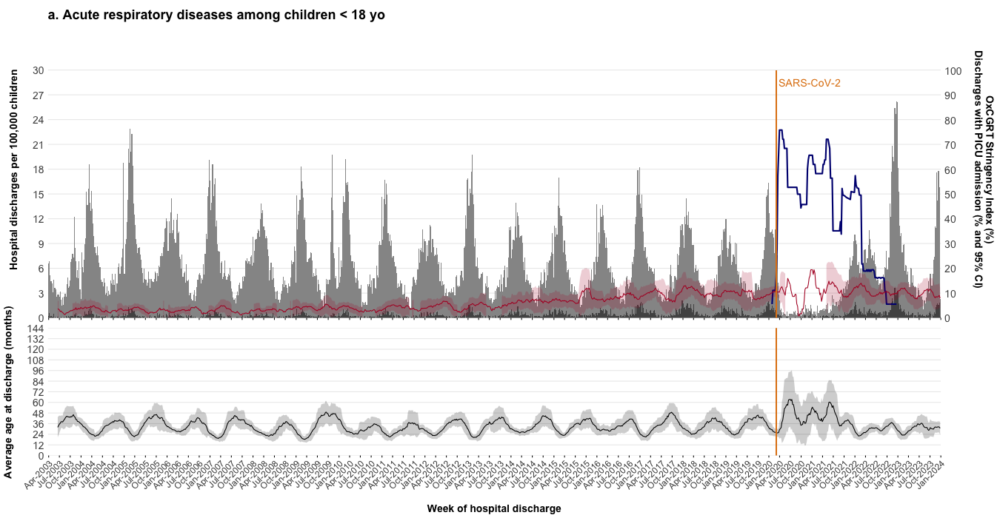 a. Acute respiratory diseases among children < 18 yo
Hospital discharges per 100,000 children
30
27
24
21
18
15
12
9
6
3
0
SARS-CoV-2
100
90
80
70
60
50
40
30
20
10
0
OxCGRT Stringency Index (%)
Discharges with PICU admission (% and 95% CI)
Average age at discharge (months)
144
132
120
108
96
84
72
60
48
36
24
12
0
Apr-2003
Jul-2003
Oct-2003
Jan-2004
Apr-2004
Jul-2004
Oct-2004
Jan-2005
Apr-2005
Jul-2005
Oct-2005
Jan-2006
Apr-2006
Jul-2006
Oct-2006
Jan-2007
Apr-2007
Jul-2007
Oct-2007
Jan-2008
Apr-2008
Jul-2008
Oct-2008
Jan-2009
Apr-2009
Jul-2009
Oct-2009
Jan-2010
Apr-2010
Jul-2010
Oct-2010
Jan-2011
Apr-2011
Jul-2011
Oct-2011
Jan-2012
Apr-2012
Jul-2012
Oct-2012
Jan-2013
Apr-2013
Jul-2013
Oct-2013
Jan-2014
Apr-2014
Jul-2014
Oct-2014
Jan-2015
Apr-2015
Jul-2015
Oct-2015
Jan-2016
Apr-2016
Jul-2016
Oct-2016
Jan-2017
Apr-2017
Jul-2017
Oct-2017
Jan-2018
Apr-2018
Jul-2018
Oct-2018
Jan-2019
Apr-2019
Jul-2019
Oct-2019
Jan-2020
Apr-2020
Jul-2020
Oct-2020
Jan-2021
Apr-2021
Jul-2021
Oct-2021
Jan-2022
Apr-2022
Jul-2022
Oct-2022
Jan-2023
Apr-2023
Jul-2023
Oct-2023
Jan-2024
Week of hospital discharge